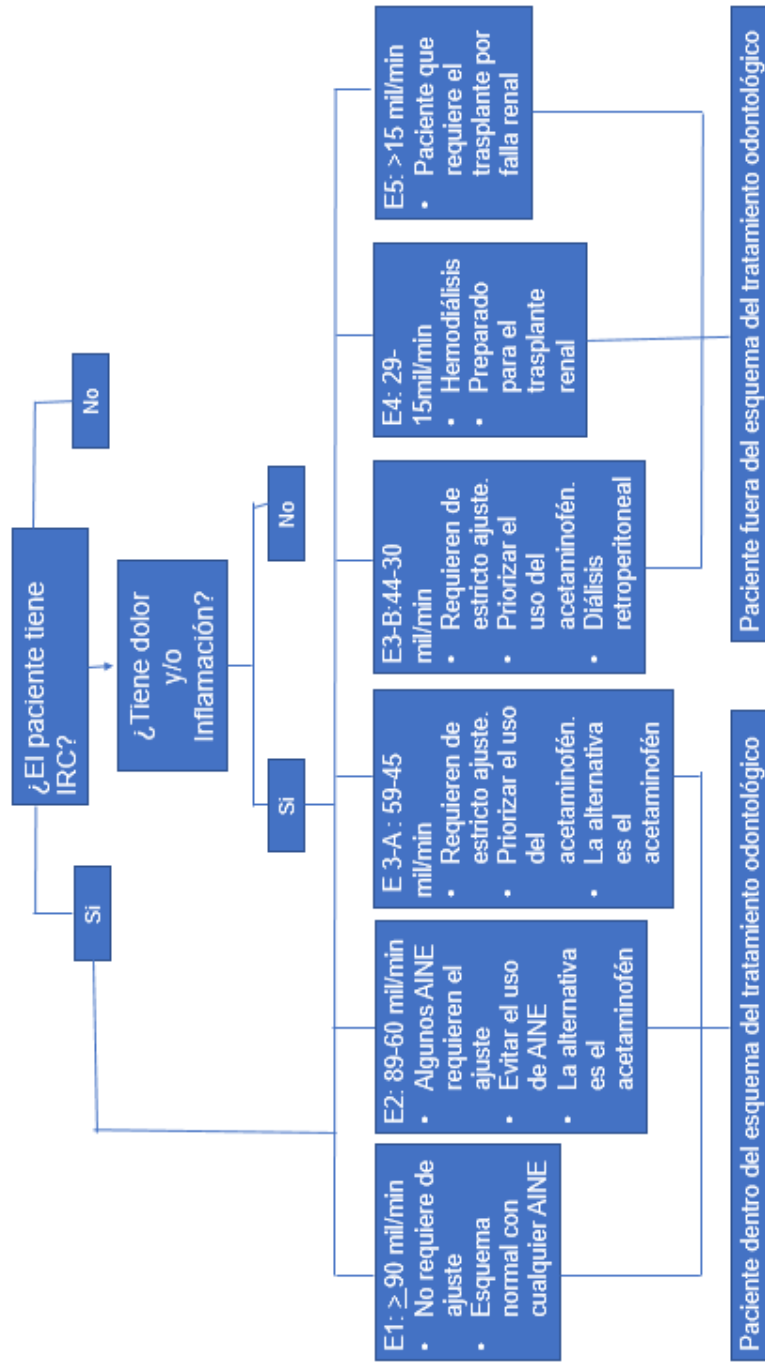 ¿El paciente tiene
IRC?
Si
No
¿Tiene dolor
y/o
Inflamación?
Si
No
E1: ≥ 90 mil/min
• No requiere de
ajuste
• Esquema
normal con
cualquier AINE
E2: 89-60 mil/min
• Algunos AINE
requieren el
ajuste
• Evitar el uso
de AINE
• La alternativa
es el
acetaminofén
E 3-A : 59-45
mil/min
• Requieren de
estricto ajuste.
• Priorizar el uso
del
acetaminofén.
• La alternativa
es el
acetaminofén
E3-B:44-30
mil/min
• Requieren de
estricto ajuste.
• Priorizar el
uso del
acetaminofén.
• Diálisis
retroperitoneal
E4: 29-
15mil/min
• Hemodiálisis
• Preparado
para el
trasplante
renal
E5: >15 mil/min
• Paciente que
requiere el
trasplante por
falla renal
Paciente dentro del esquema del tratamiento odontológico
Paciente fuera del esquema del tratamiento odontológico